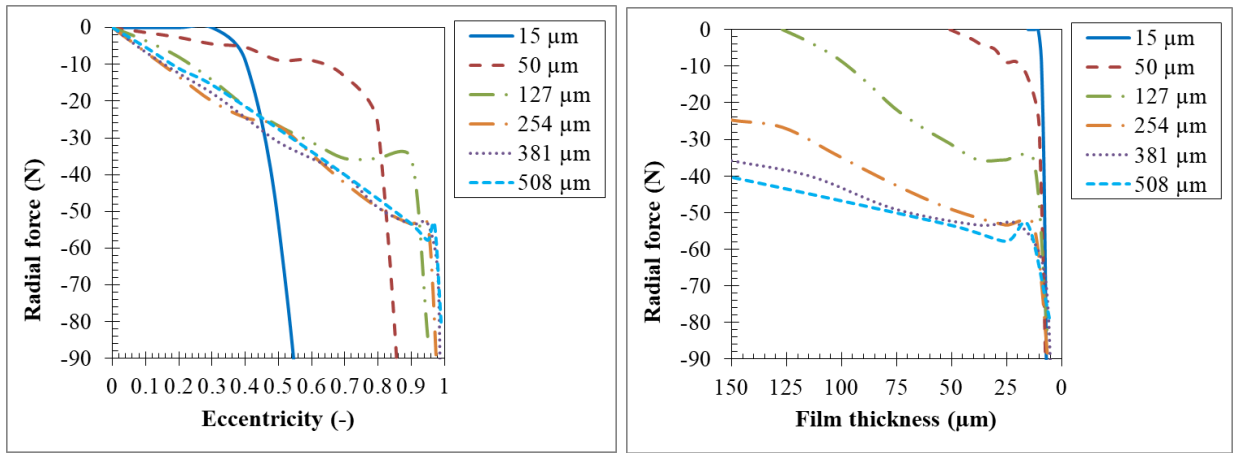 0
-10
-20
-30
-40
-50
-60
-70
-80
-90
Radial force (N)
0 0.1 0.2 0.3 0.4 0.5 0.6 0.7 0.8 0.9 1
Eccentricity (-)
15 µm
50 µm
127 µm
254 µm
381 µm
508 µm
0
-10
-20
-30
-40
-50
-60
-70
-80
-90
Radial force (N)
150 125 100 75 50 25 0
Film thickness (µm)
15 µm
50 µm
127 µm
254 µm
381 µm
508 µm